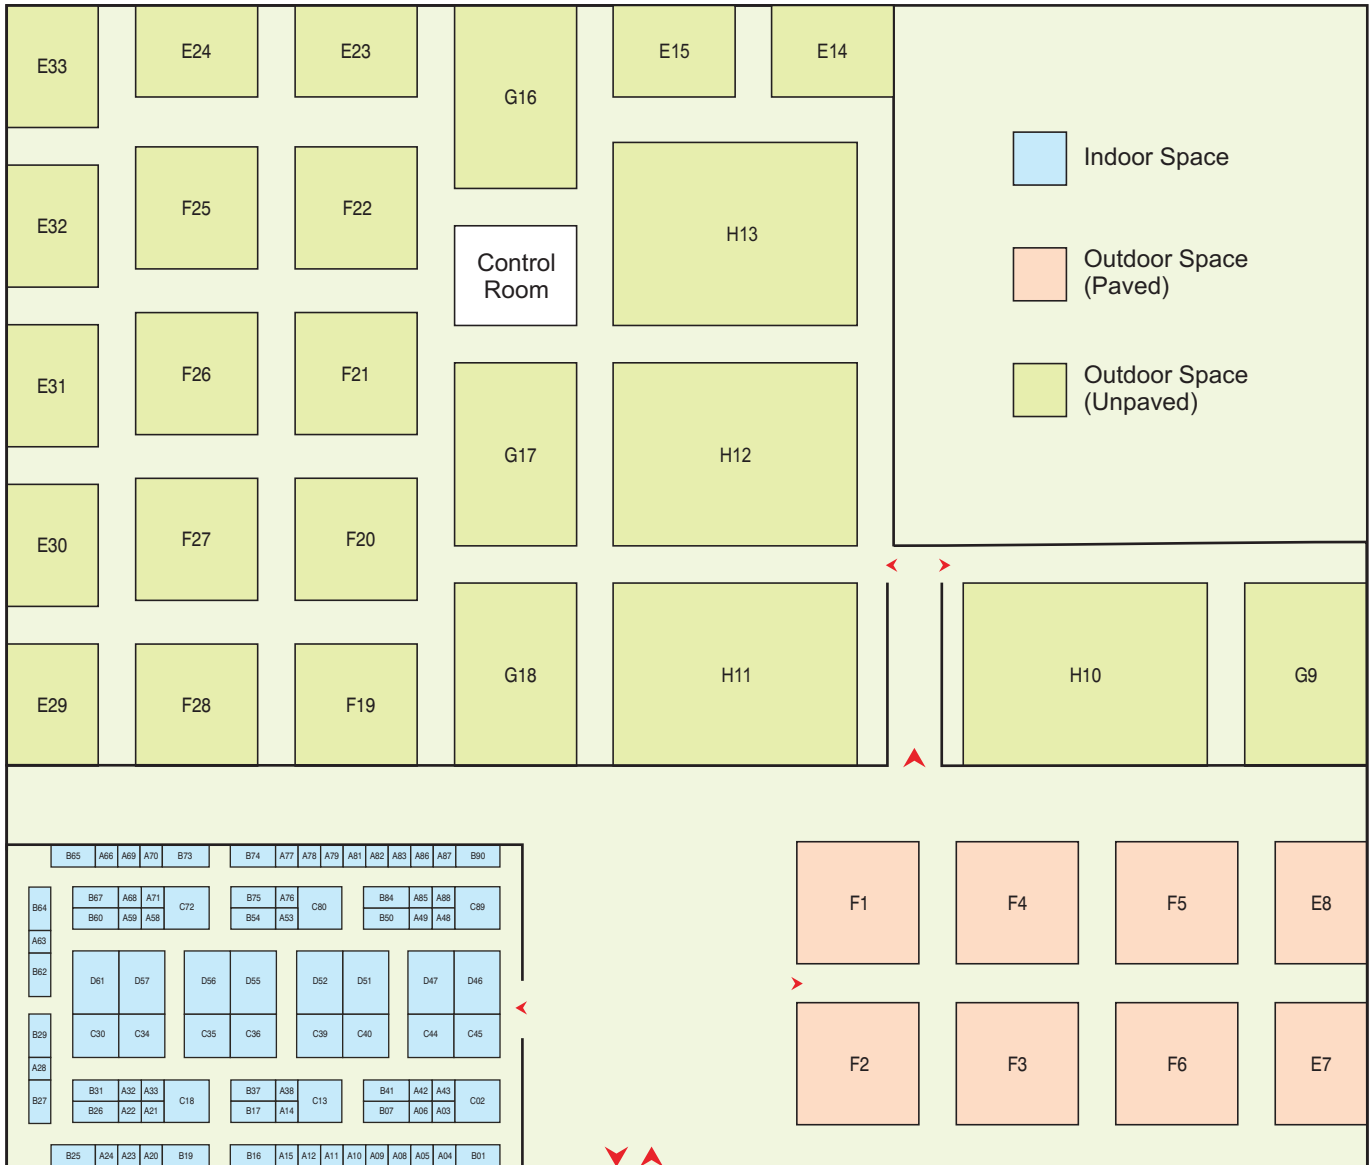 E33
E24
E23
G16
E15
E14
Indoor Space
E32
F25
F22
Control
Room
H13
Outdoor Space
(Paved)
E31
F26
F21
G17
H12
Outdoor Space
(Unpaved)
E30
F27
F20
E29
F28
F19
G18
H11
H10
G9
B65 A66 A69 A70 B73
B74 A77 A78 A79 A81 A82 A83 A86 A87 B90
B67 A68 A71
B60 A59 A58
C72
B75 A76
B54 A53
C80
B84 A85 A88
B50 A49 A48
C89
B64
A63
B62
D61 D57 D56 D55 D52 D51 D47 D46
C30 C34 C35 C36 C39 C40 C44 C45
B29
A28
B27
B31 A32 A33
B26 A22 A21
C18
B37 A38
B17 A14
C13
B41 A42 A43
B07 A06 A03
C02
B25 A24 A23 A20 B19
B16 A15 A12 A11 A10 A09 A08 A05 A04 B01
F1
F4
F5
E8
F2
F3
F6
E7